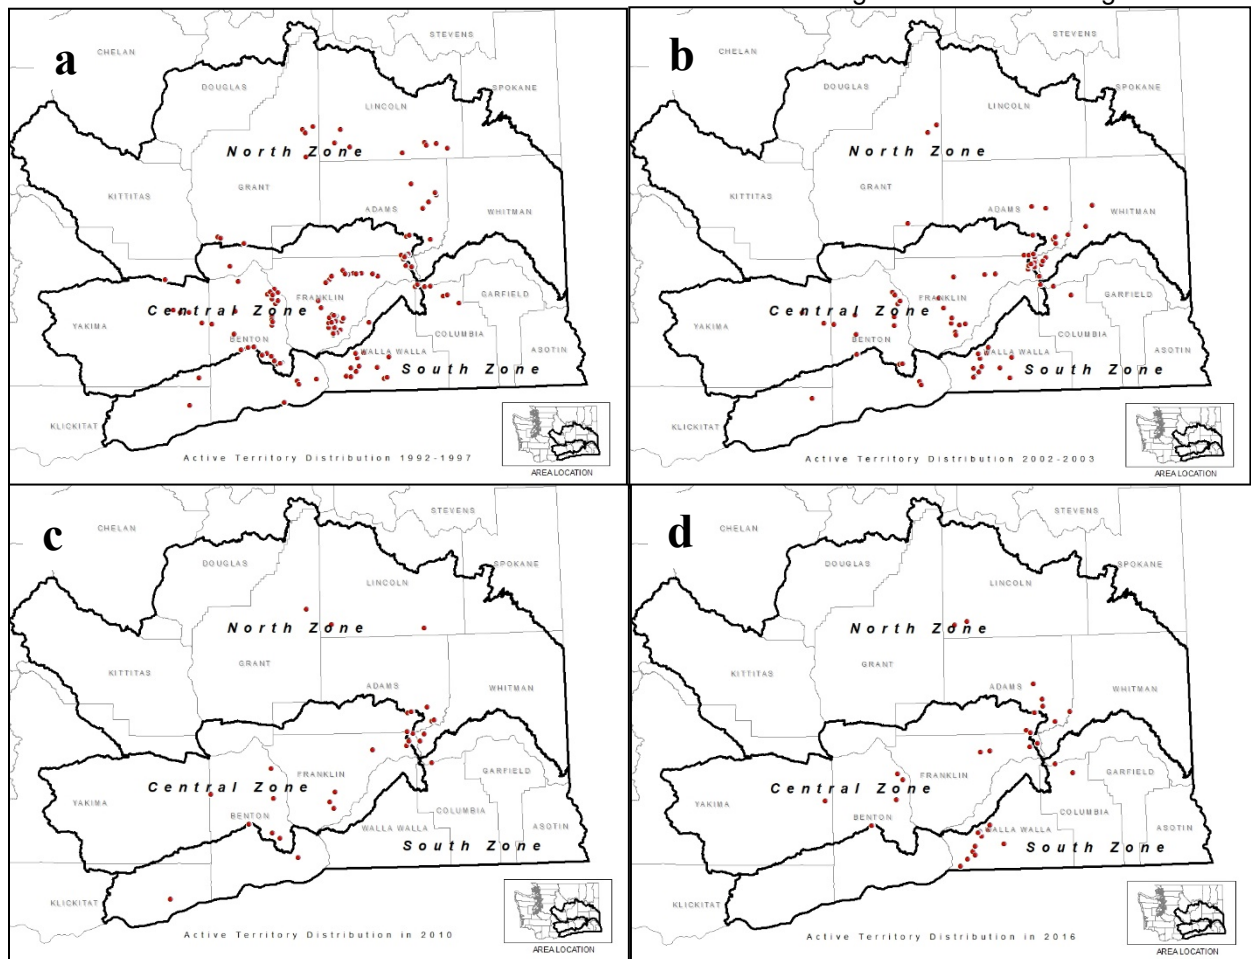 a
STEVENS
CHELAN
DOUGLAS
SPOKANE
LINCOLN
North Zone
GRANT
KITTITAS
ADAMS
WHITMAN
FRANKLIN
GARFIELD
Central Zone
YAKIMA
COLUMBIA
BENTON
WALLA WALLA
ASOTIN
South Zone
KLICKITAT
Active Territory Distribution 1992-1997
AREA LOCATION
b
STEVENS
CHELAN
DOUGLAS
SPOKANE
LINCOLN
North Zone
GRANT
KITTITAS
ADAMS
WHITMAN
FRANKLIN
GARFIELD
Central Zone
YAKIMA
COLUMBIA
BENTON
WALLA WALLA
ASOTIN
South Zone
KLICKITAT
Active Territory Distribution 2002-2003
AREA LOCATION
c
STEVENS
CHELAN
DOUGLAS
SPOKANE
LINCOLN
North Zone
GRANT
KITTITAS
ADAMS
WHITMAN
FRANKLIN
GARFIELD
Central Zone
YAKIMA
COLUMBIA
BENTON
WALLA WALLA
ASOTIN
South Zone
KLICKITAT
Active Territory Distribution in 2010
AREA LOCATION
d
STEVENS
CHELAN
DOUGLAS
SPOKANE
LINCOLN
North Zone
GRANT
KITTITAS
ADAMS
WHITMAN
FRANKLIN
GARFIELD
Central Zone
YAKIMA
COLUMBIA
BENTON
WALLA WALLA
ASOTIN
South Zone
KLICKITAT
Active Territory Distribution in 2016
AREA LOCATION